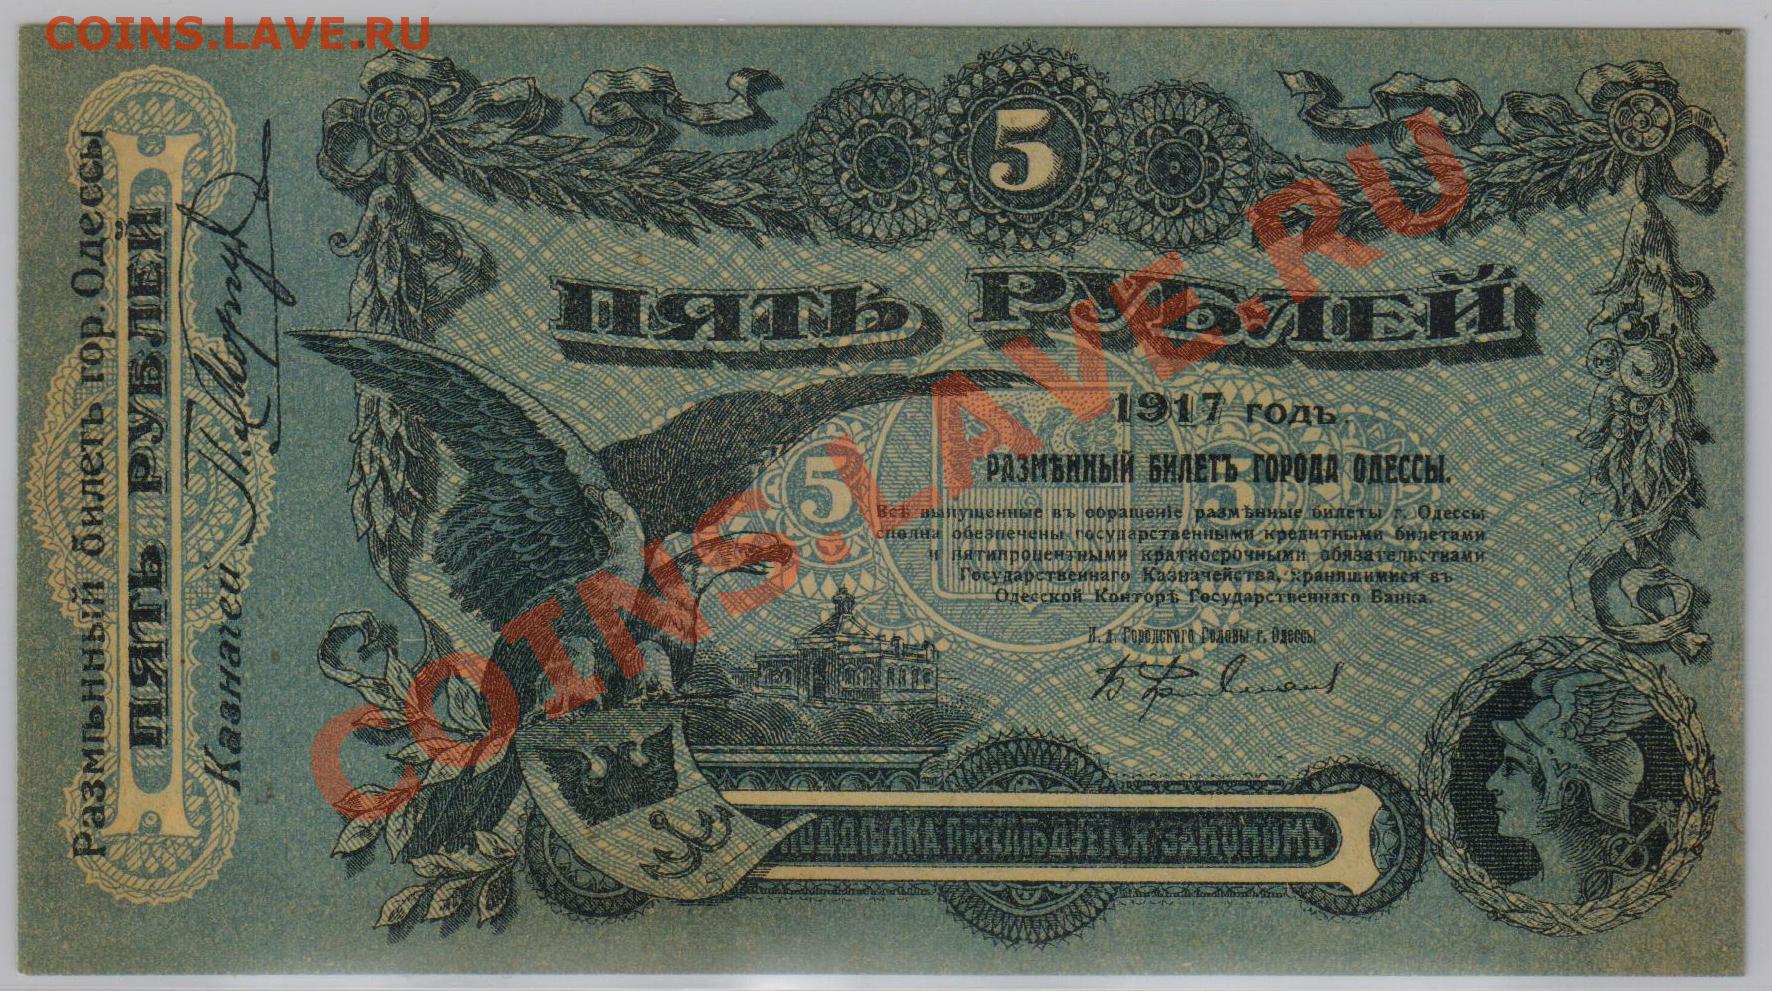 COINS.LAVE.RU
Размѣнный билетъ гор. Одессы
ПЯТЬ РУБЛЕЙ
Казначей
5
ПЯТЬ РУБЛЕЙ
1917 годъ.
РАЗМѢННЫЙ БИЛЕТЪ ГОРОДА ОДЕССЫ.
5 5
Всѣ выпущенные въ обращеніе размѣнные билеты г. Одессы
сполна обезпечены государственными кредитными билетами
и пятипроцентными краткосрочными обязательствами
Государственнаго Казначейства, хранящимися въ
Одесской Конторѣ Государственнаго Банка.
И. д. Городского Головы г. Одессы
ПОДДѢЛКА ПРЕСЛѢДУЕТСЯ ЗАКОНОМЪ
COINS.LAVE.RU